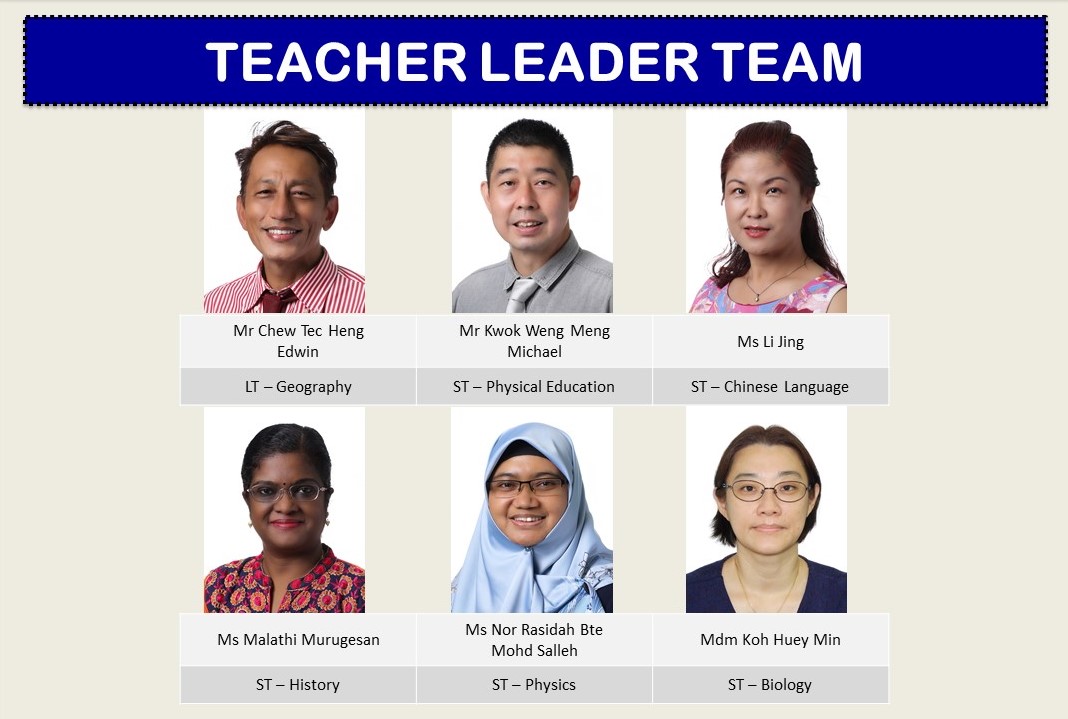 TEACHER LEADER TEAM
Mr Chew Tec Heng
Edwin
Mr Kwok Weng Meng
Michael
Ms Li Jing
LT – Geography
ST – Physical Education
ST – Chinese Language
Ms Malathi Murugesan
Ms Nor Rasidah Bte
Mohd Salleh
Mdm Koh Huey Min
ST – History
ST – Physics
ST – Biology